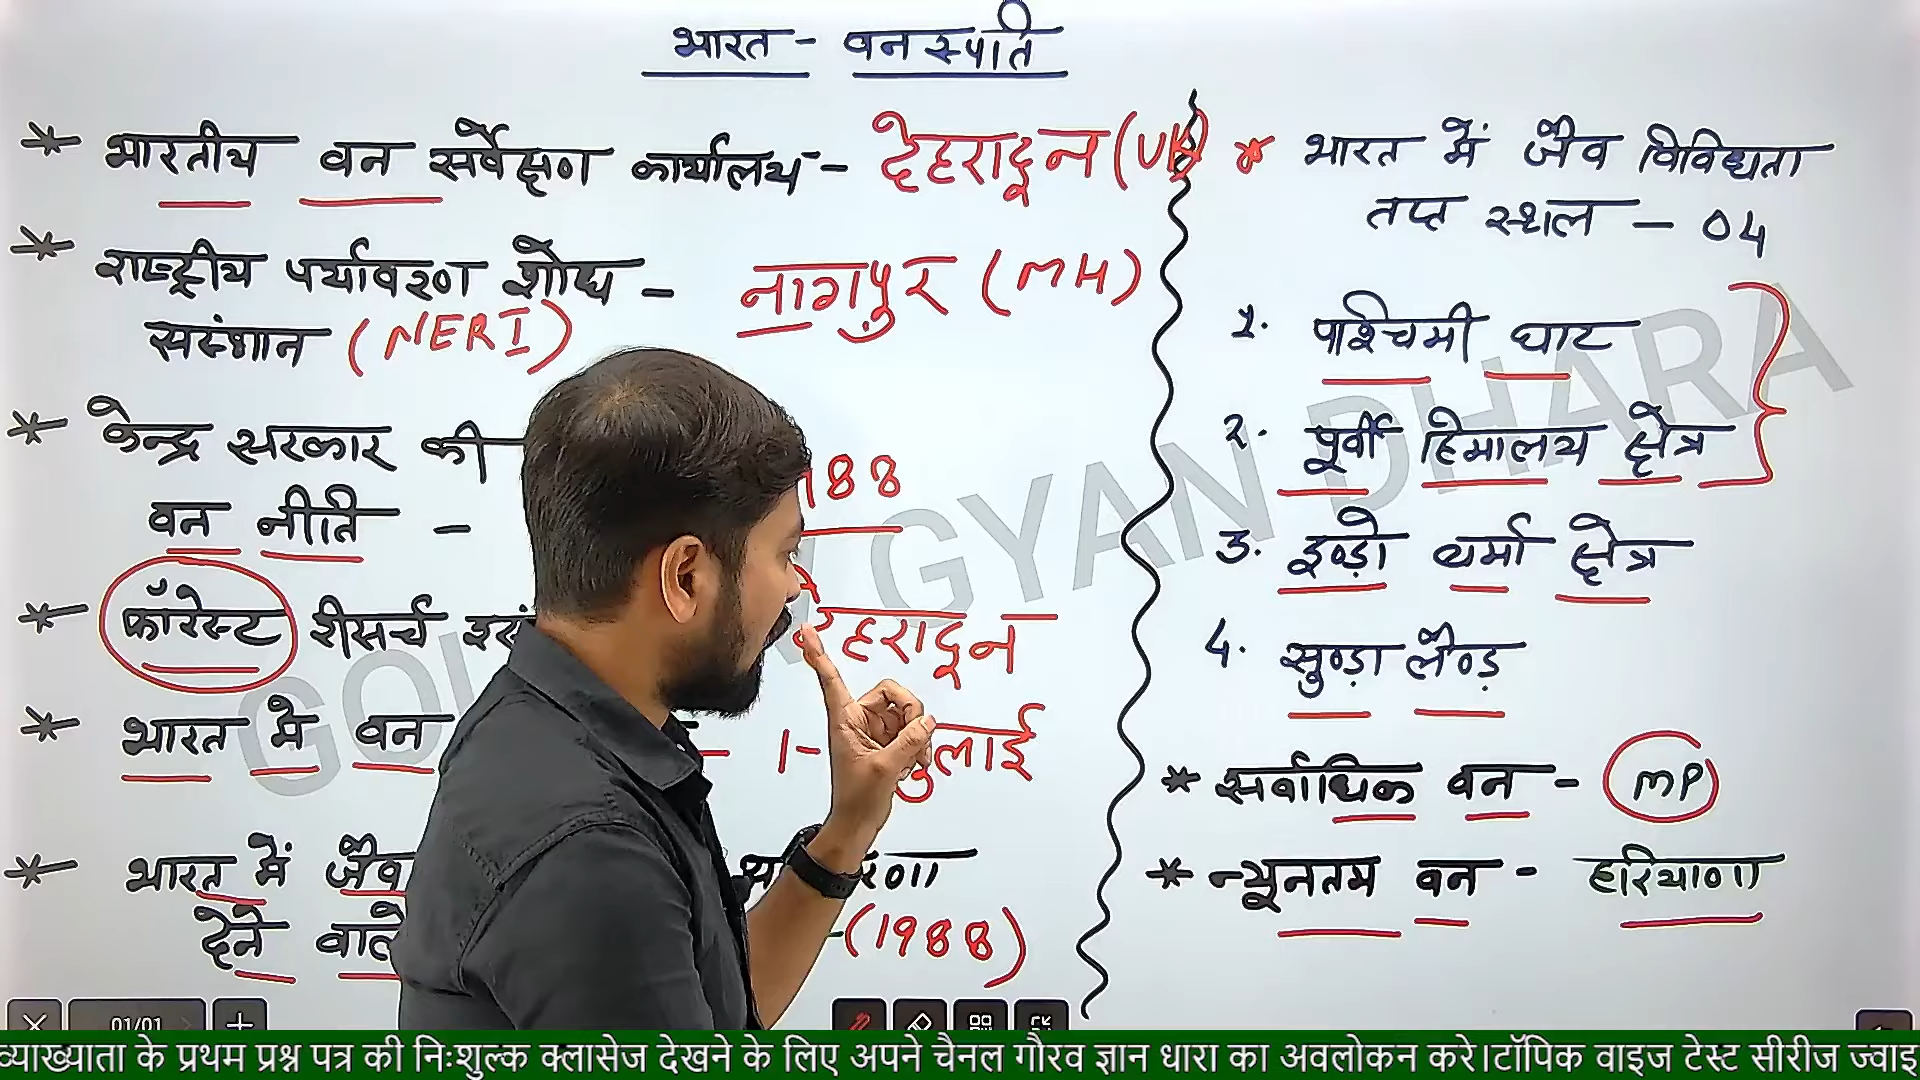 भारत - वनस्पति
* भारतीय वन सर्वेक्षण कार्यालय - देहरादून (UK)
* राष्ट्रीय पर्यावरण शोध - नागपुर (MH)
संस्थान (NERI)
* केन्द्र सरकार की
वन नीति - 88
* फॉरेस्ट रीसर्च देहरादून
* भारत मे वन - 1- जुलाई
* भारत में जैव
देने वाले (1988)
* भारत में जैव विविधता
तप्त स्थल - 04
1. पश्चिमी घाट
2. पूर्वी हिमालय क्षेत्र
3. इण्डो बर्मा क्षेत्र
4. सुण्डा लैण्ड
* सर्वाधिक वन - MP
* न्यूनतम वन - हरियाणा
GYAN DHARA
01/01
व्याख्याता के प्रथम प्रश्न पत्र की निःशुल्क क्लासेज देखने के लिए अपने चैनल गौरव ज्ञान धारा का अवलोकन करे।टॉपिक वाइज टेस्ट सीरीज ज्वाइ